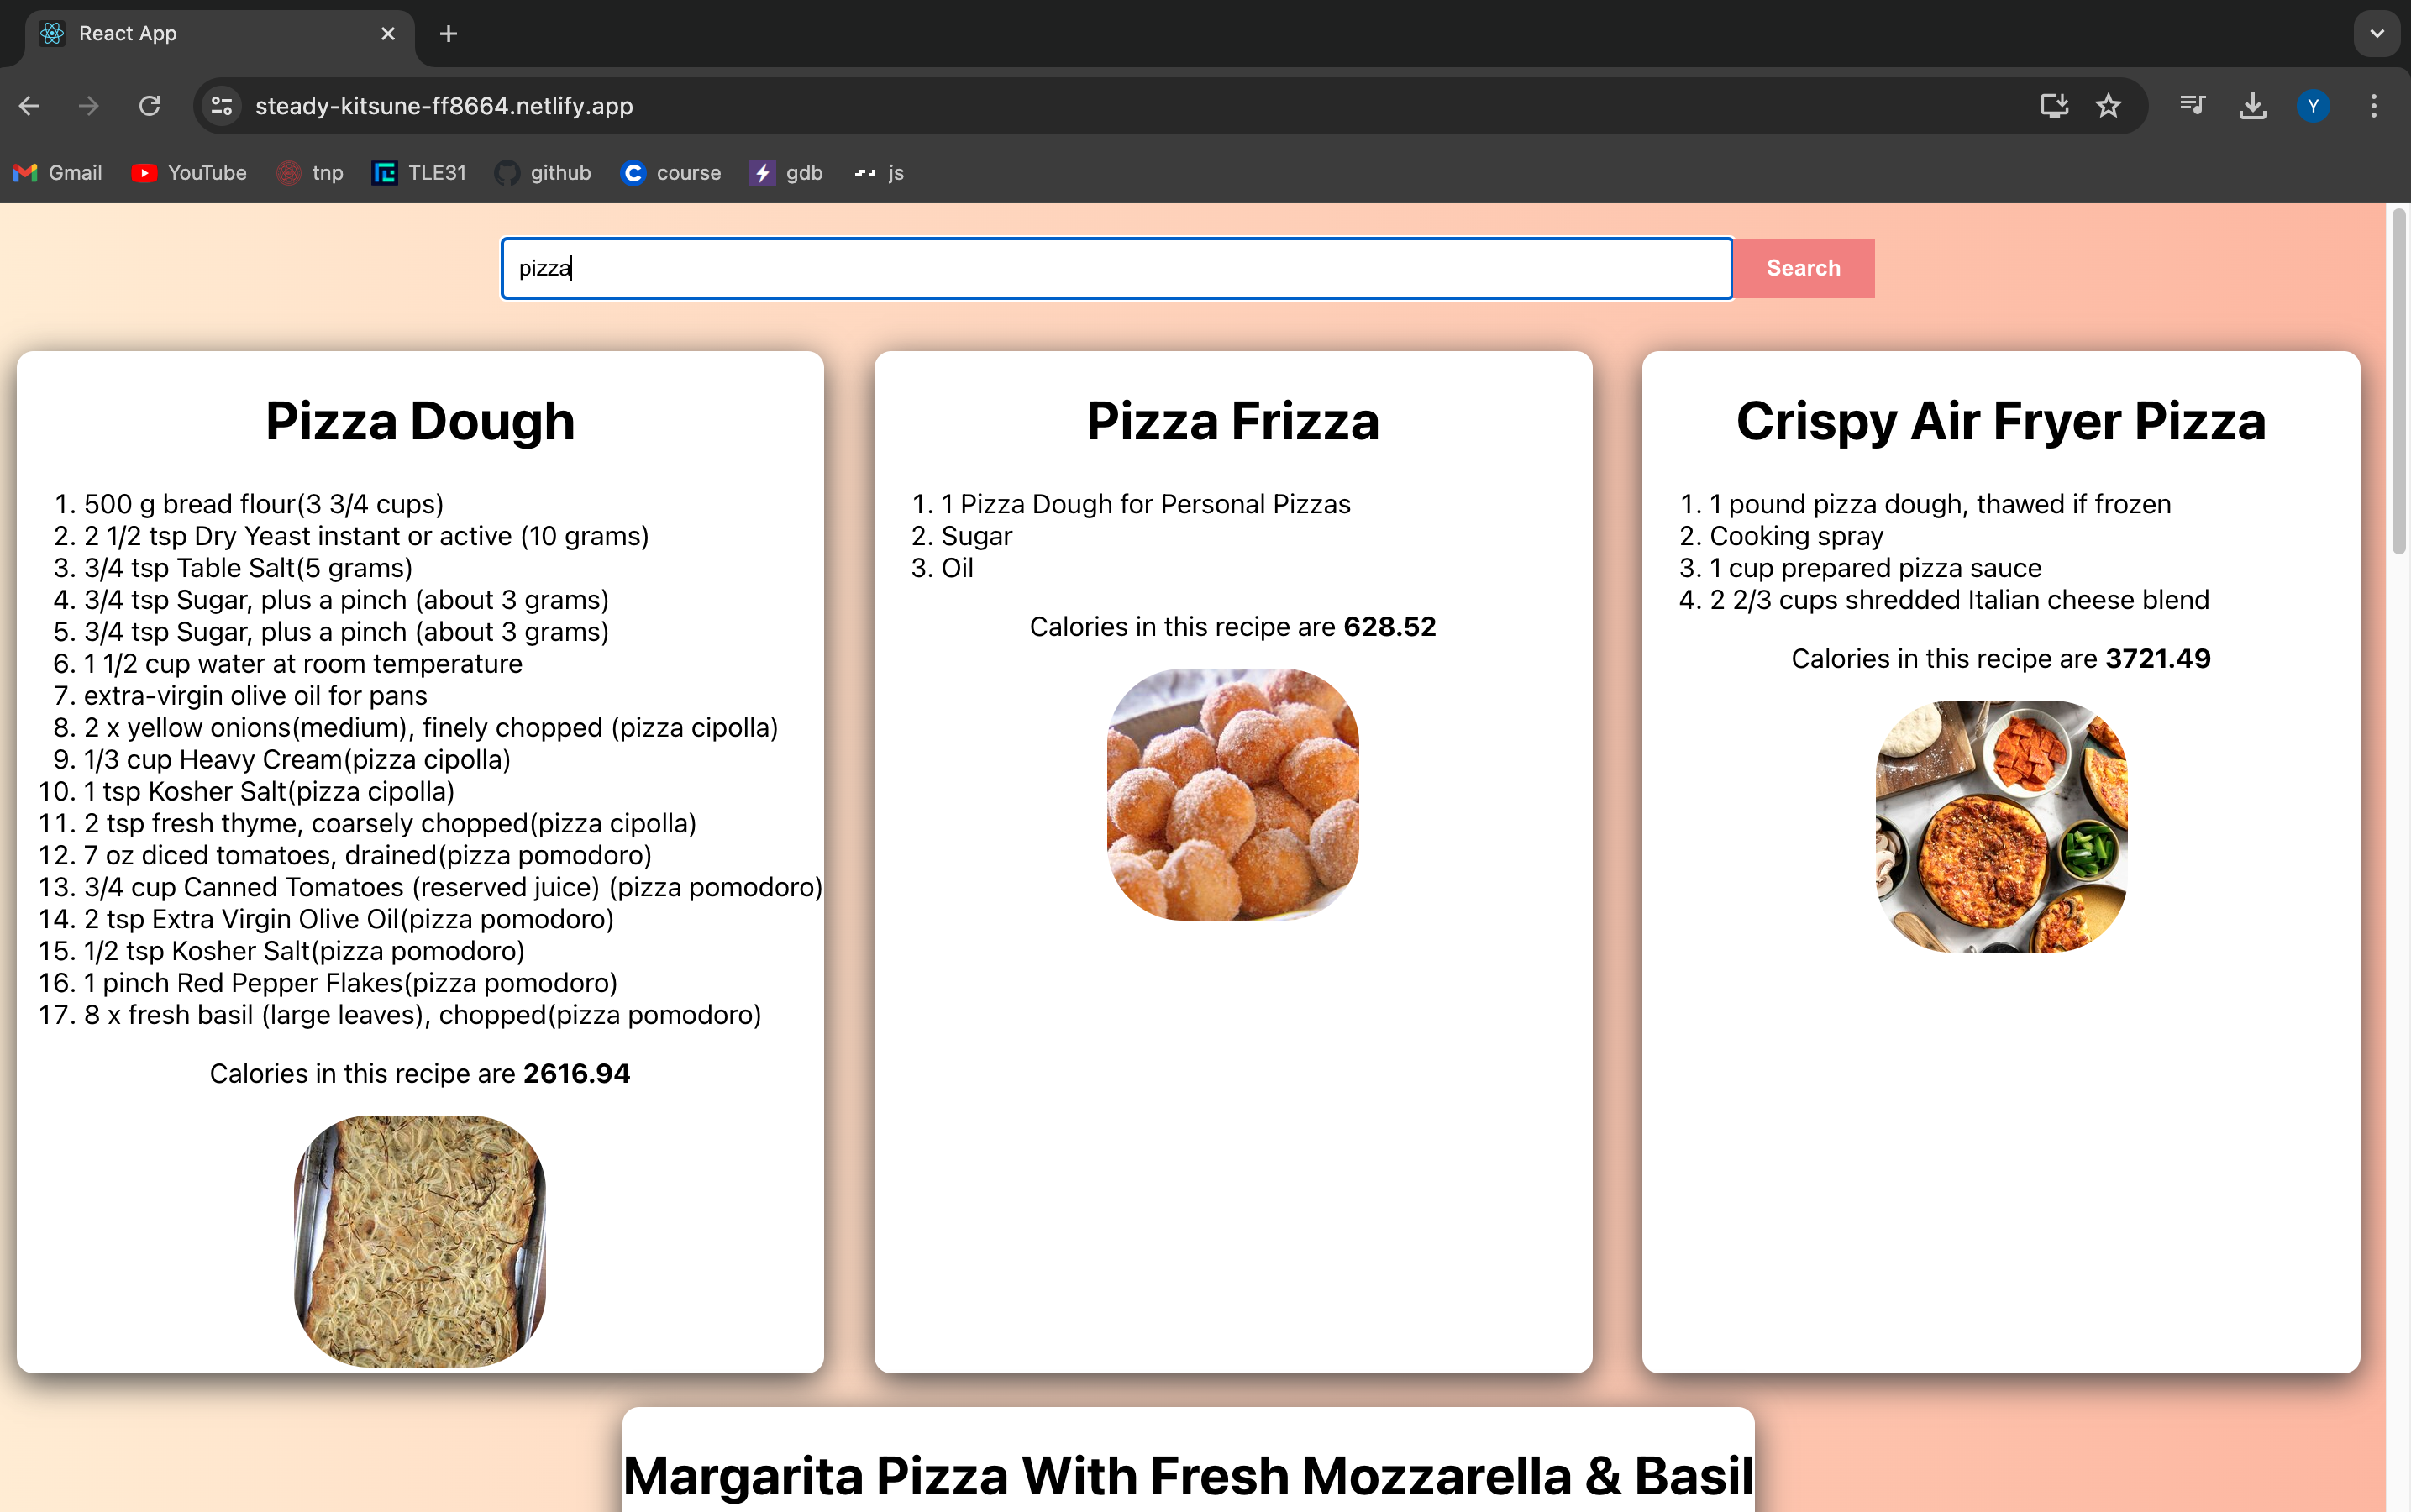 React App
steady-kitsune-ff8664.netlify.app
Y
Gmail YouTube tnp TLE31 github course gdb js
pizza Search
Pizza Dough
1. 500 g bread flour(3 3/4 cups)
2. 2 1/2 tsp Dry Yeast instant or active (10 grams)
3. 3/4 tsp Table Salt(5 grams)
4. 3/4 tsp Sugar, plus a pinch (about 3 grams)
5. 3/4 tsp Sugar, plus a pinch (about 3 grams)
6. 1 1/2 cup water at room temperature
7. extra-virgin olive oil for pans
8. 2 x yellow onions(medium), finely chopped (pizza cipolla)
9. 1/3 cup Heavy Cream(pizza cipolla)
10. 1 tsp Kosher Salt(pizza cipolla)
11. 2 tsp fresh thyme, coarsely chopped(pizza cipolla)
12. 7 oz diced tomatoes, drained(pizza pomodoro)
13. 3/4 cup Canned Tomatoes (reserved juice) (pizza pomodoro)
14. 2 tsp Extra Virgin Olive Oil(pizza pomodoro)
15. 1/2 tsp Kosher Salt(pizza pomodoro)
16. 1 pinch Red Pepper Flakes(pizza pomodoro)
17. 8 x fresh basil (large leaves), chopped(pizza pomodoro)
Calories in this recipe are 2616.94
Pizza Frizza
1. 1 Pizza Dough for Personal Pizzas
2. Sugar
3. Oil
Calories in this recipe are 628.52
Crispy Air Fryer Pizza
1. 1 pound pizza dough, thawed if frozen
2. Cooking spray
3. 1 cup prepared pizza sauce
4. 2 2/3 cups shredded Italian cheese blend
Calories in this recipe are 3721.49
Margarita Pizza With Fresh Mozzarella & Basil